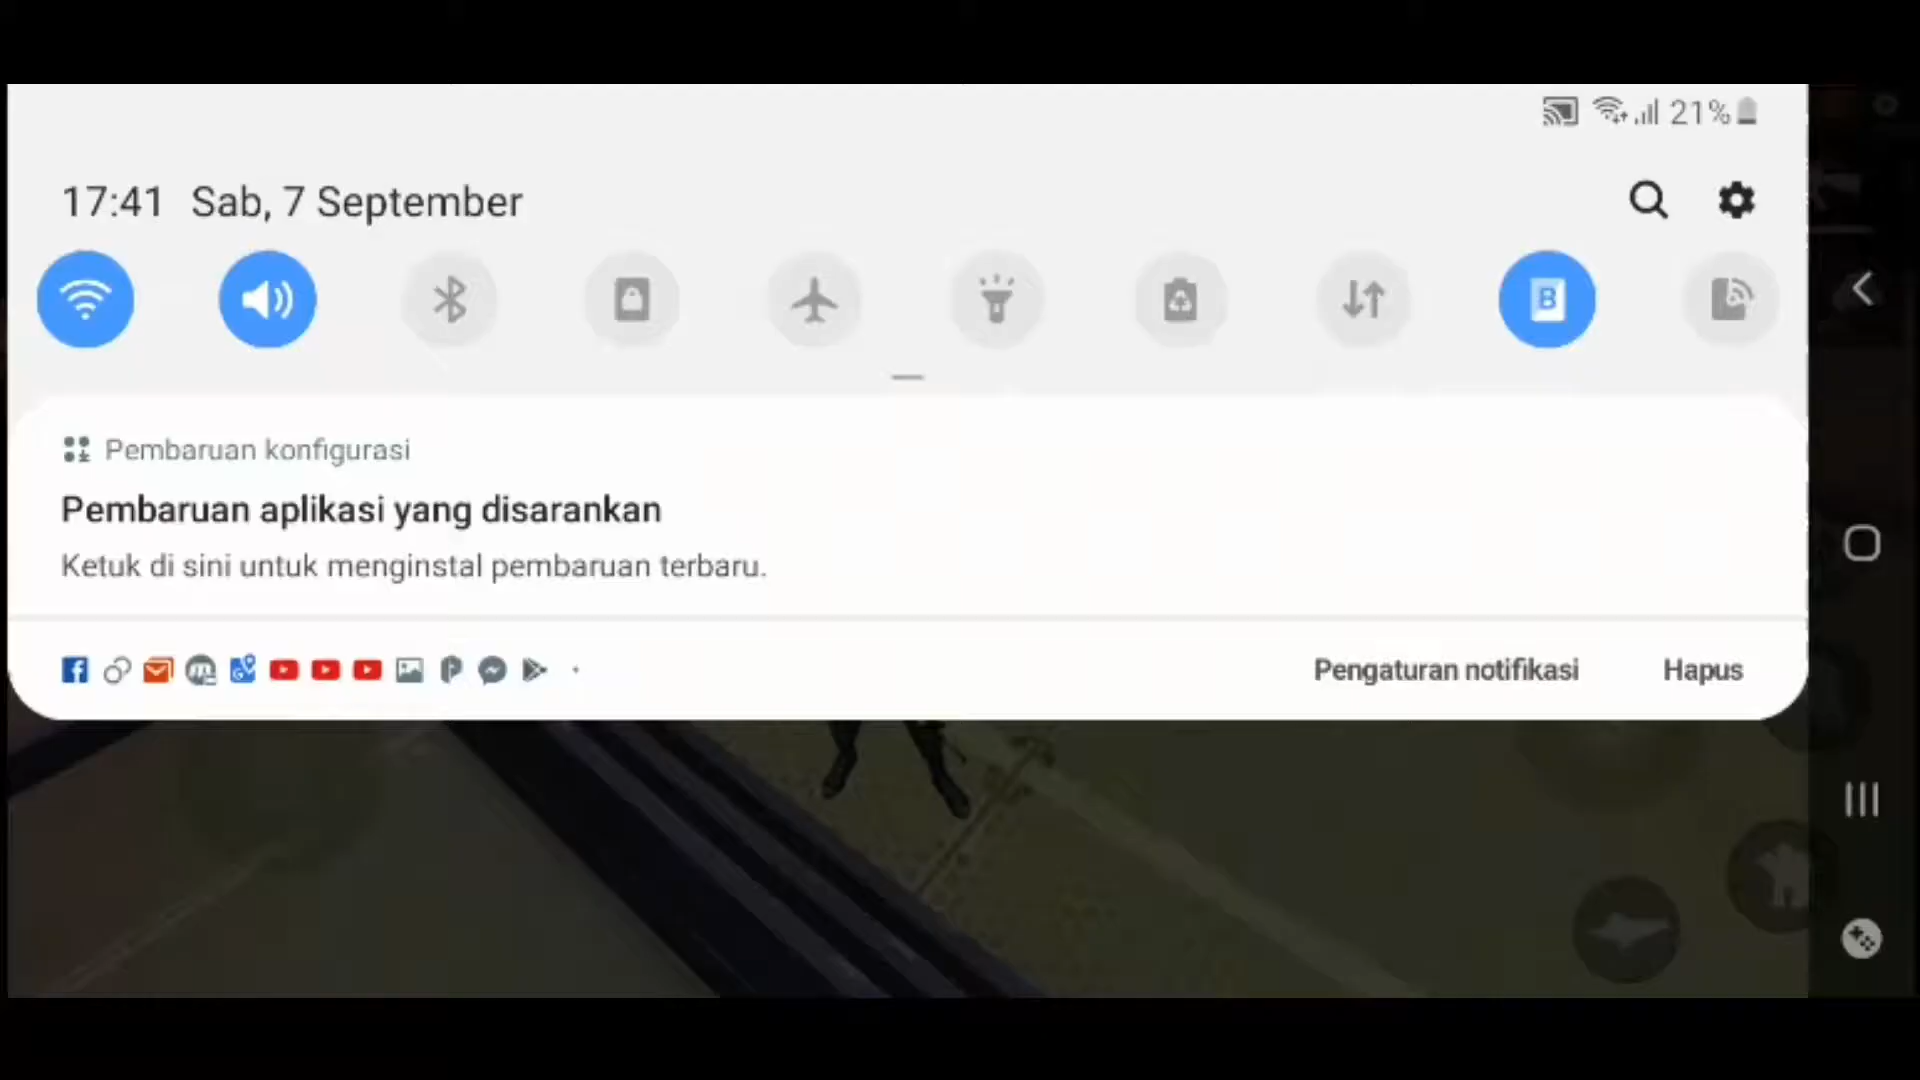 21%
17:41 Sab, 7 September
B
Pembaruan konfigurasi
Pembaruan aplikasi yang disarankan
Ketuk di sini untuk menginstal pembaruan terbaru.
Pengaturan notifikasi Hapus